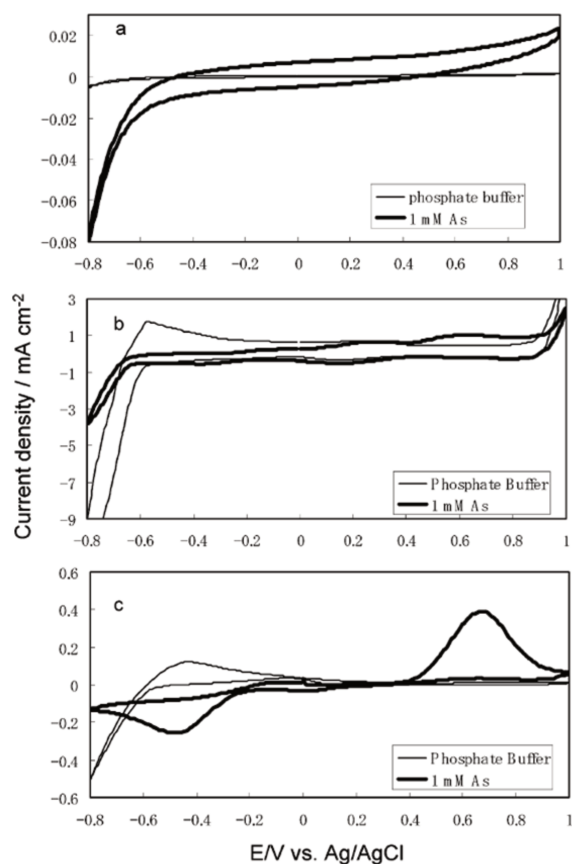 a
0.02
0
−0.02
−0.04
−0.06
−0.08
phosphate buffer
1 mM As
−0.8 −0.6 −0.4 −0.2 0 0.2 0.4 0.6 0.8 1
Current density / mA cm-2
b
3
1
−1
−3
−5
−7
−9
Phosphate Buffer
1 mM As
−0.8 −0.6 −0.4 −0.2 0 0.2 0.4 0.6 0.8 1
c
0.6
0.4
0.2
0
−0.2
−0.4
−0.6
Phosphate Buffer
1 mM As
−0.8 −0.6 −0.4 −0.2 0 0.2 0.4 0.6 0.8 1
E/V vs. Ag/AgCl